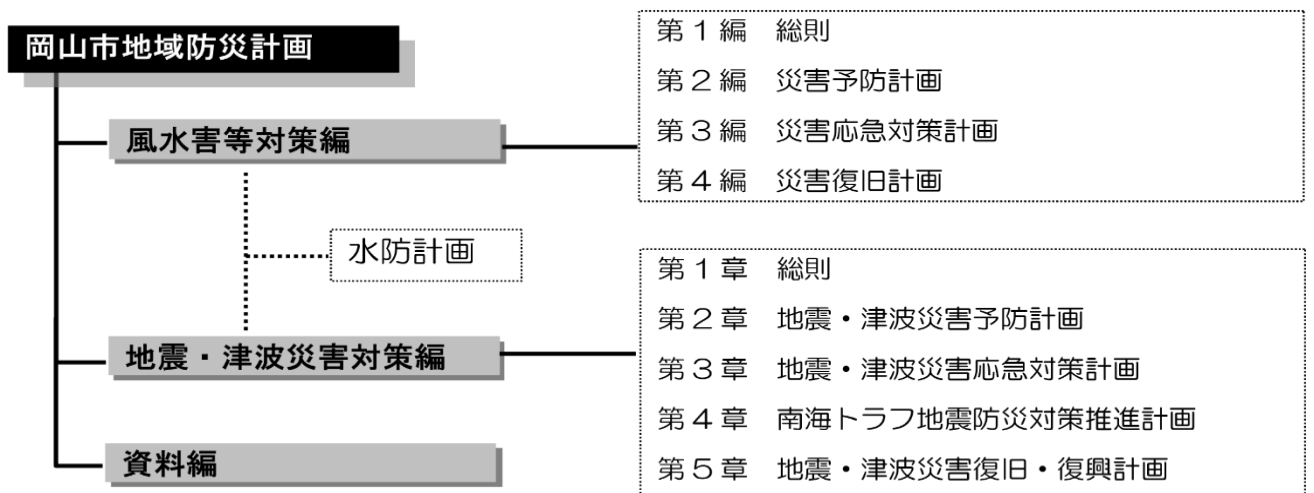 岡山市地域防災計画
風水害等対策編
第1編 総則
第2編 災害予防計画
第3編 災害応急対策計画
第4編 災害復旧計画
水防計画
地震・津波災害対策編
第1章 総則
第2章 地震・津波災害予防計画
第3章 地震・津波災害応急対策計画
第4章 南海トラフ地震防災対策推進計画
第5章 地震・津波災害復旧・復興計画
資料編